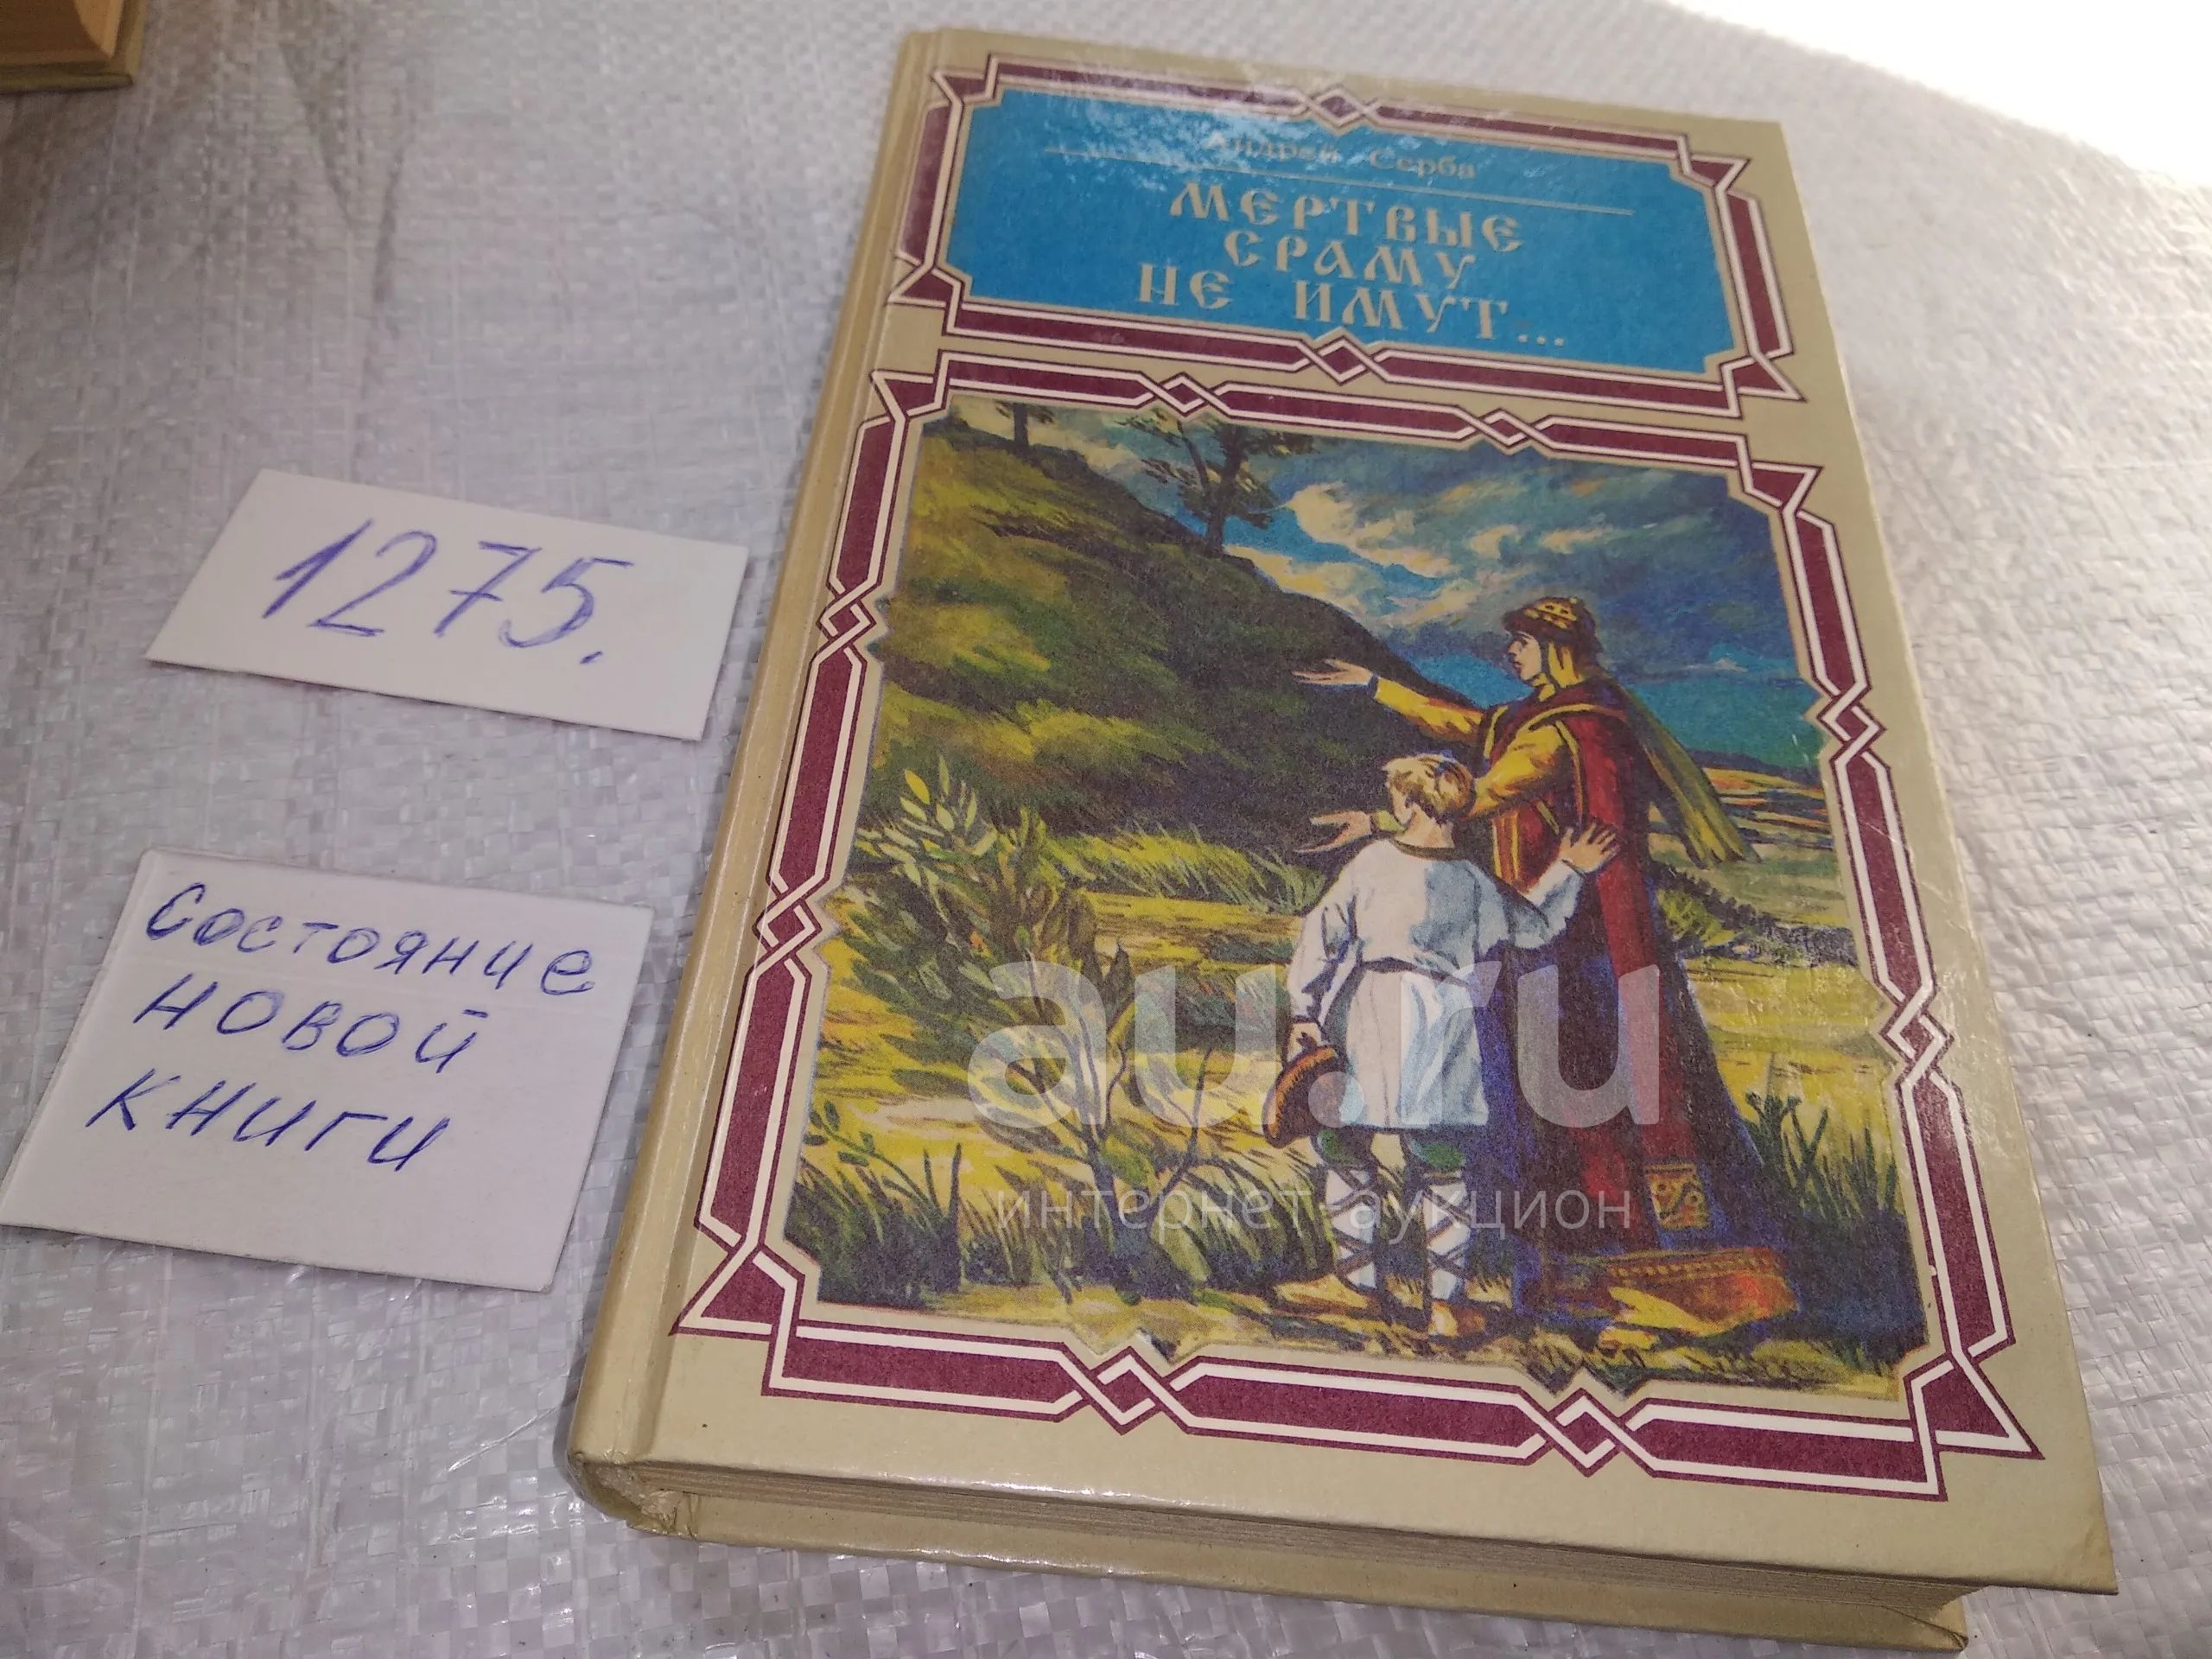 Андрей Серба
МЕРТВЫЕ
СРАМУ
НЕ ИМУТ...
1275.
Состояние
новой
книги
au.ru
интернет-аукцион